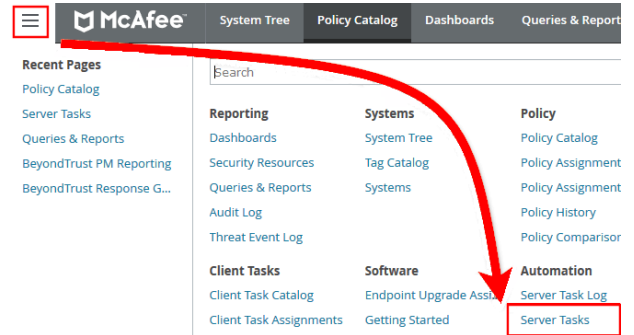 McAfee System Tree Policy Catalog Dashboards Queries & Report
Recent Pages
Policy Catalog
Server Tasks
Queries & Reports
BeyondTrust PM Reporting
BeyondTrust Response G...
Search
Reporting
Dashboards
Security Resources
Queries & Reports
Audit Log
Threat Event Log
Systems
System Tree
Tag Catalog
Systems
Policy
Policy Catalog
Policy Assignment
Policy Assignment
Policy History
Policy Comparison
Client Tasks
Client Task Catalog
Client Task Assignments
Software
Endpoint Upgrade Assi...
Getting Started
Automation
Server Task Log
Server Tasks